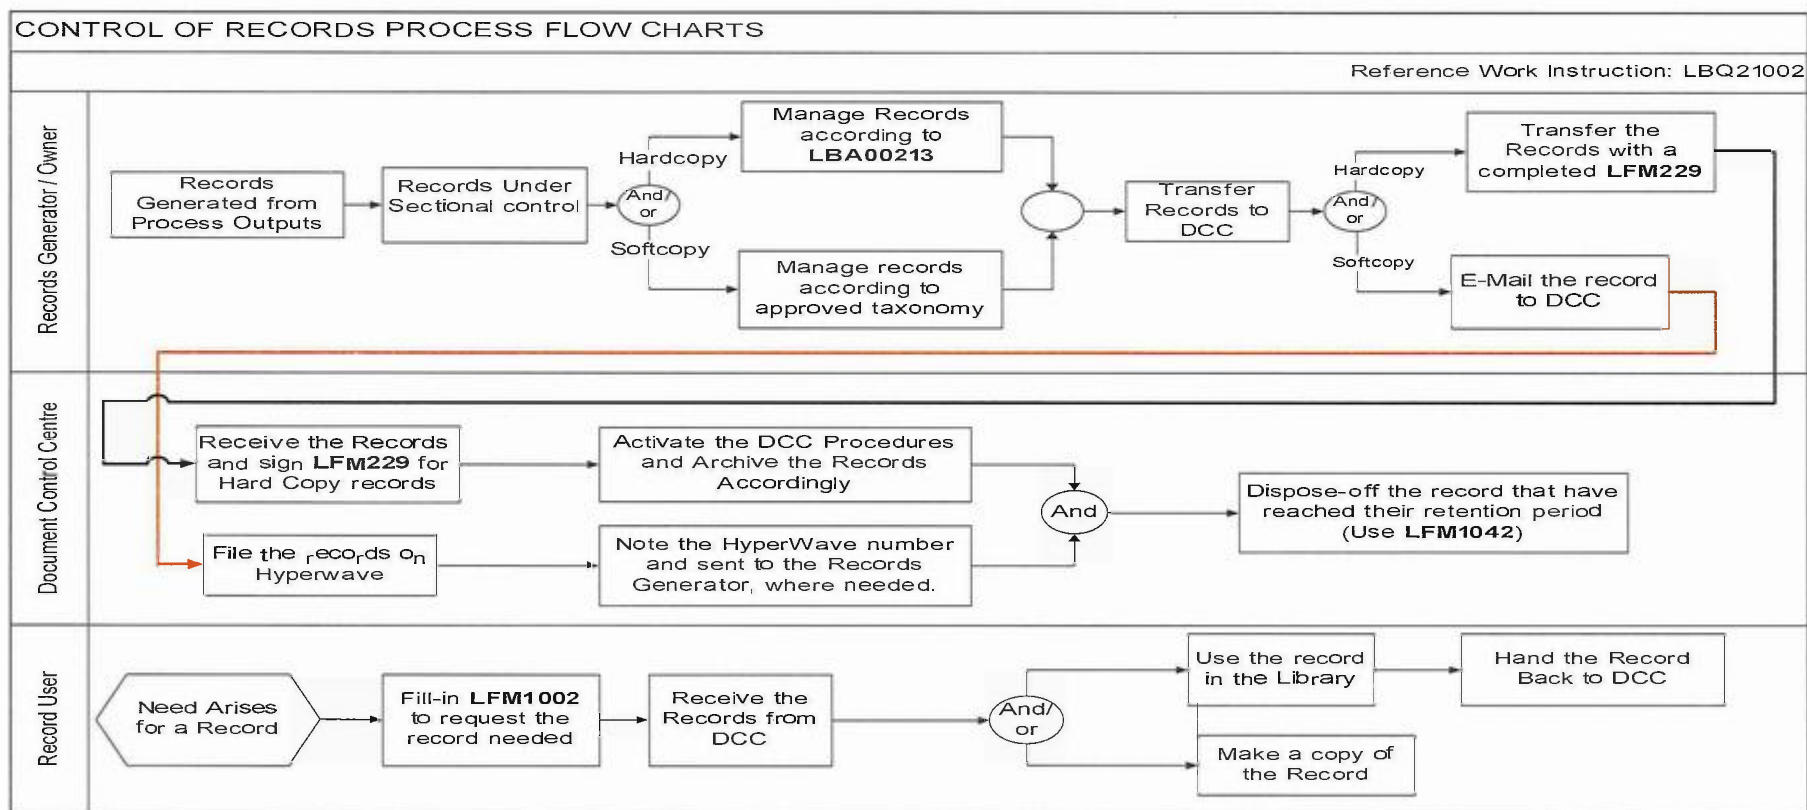 CONTROL OF RECORDS PROCESS FLOW CHARTS
Reference Work Instruction: LBQ21002
Records Generator / Owner
Records
Generated from
Process Outputs
Records Under
Sectional control
And/
or
Hardcopy
Softcopy
Manage Records
according to
LBA00213
Manage records
according to
approved taxonomy
Transfer
Records to
DCC
And/
or
Hardcopy
Softcopy
Transfer the
Records with a
completed LFM229
E-Mail the record
to DCC
Document Control Centre
Receive the Records
and sign LFM229 for
Hard Copy records
Activate the DCC Procedures
and Archive the Records
Accordingly
File the records on
Hyperwave
Note the HyperWave number
and sent to the Records
Generator, where needed.
And
Dispose-off the record that have
reached their retention period
(Use LFM1042)
Record User
Need Arises
for a Record
Fill-in LFM1002
to request the
record needed
Receive the
Records from
DCC
And/
or
Use the record
in the Library
Hand the Record
Back to DCC
Make a copy of
the Record